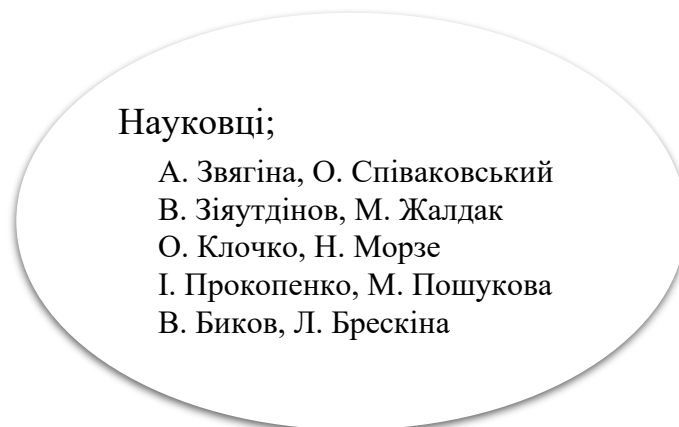 Науковці;
А. Звягіна, О. Співаковський
В. Зіяутдінов, М. Жалдак
О. Клочко, Н. Морзе
І. Прокопенко, М. Пошукова
В. Биков, Л. Брескіна